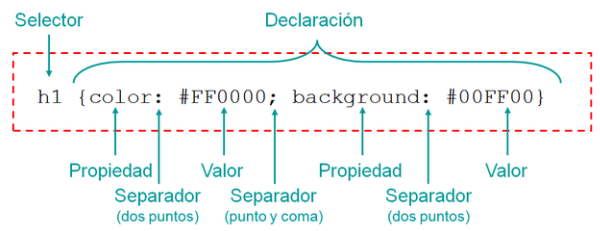 Selector Declaración
h1 {color: #FF0000; background: #00FF00}
Propiedad Valor Propiedad Valor
Separador Separador Separador
(dos puntos) (punto y coma) (dos puntos)